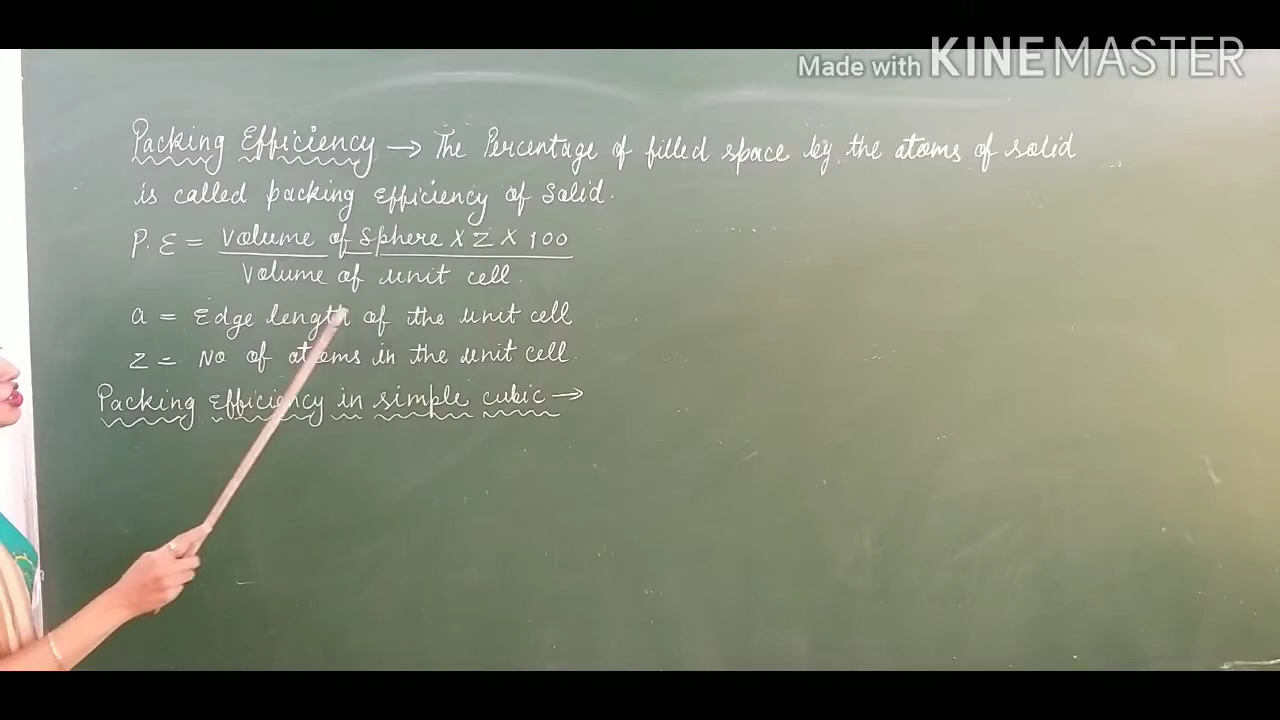 Made with KINEMASTER
Packing Efficiency → The Percentage of filled space by the atoms of solid
is called packing efficiency of Solid.
P. E = Volume of Sphere X Z X 100
Volume of unit cell.
a = Edge length of the unit cell
Z = No of atoms in the unit cell.
Packing efficiency in simple cubic →